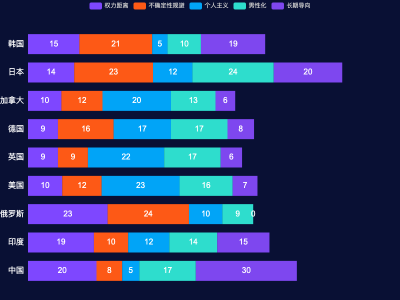 权力距离 不确定性规避 个人主义 男性化 长期导向
韩国 15 21 5 10 19
日本 14 23 12 24 20
加拿大 10 12 20 13 6
德国 9 16 17 17 8
英国 9 9 22 17 6
美国 10 12 23 16 7
俄罗斯 23 24 10 9 0
印度 19 10 12 14 15
中国 20 8 5 17 30